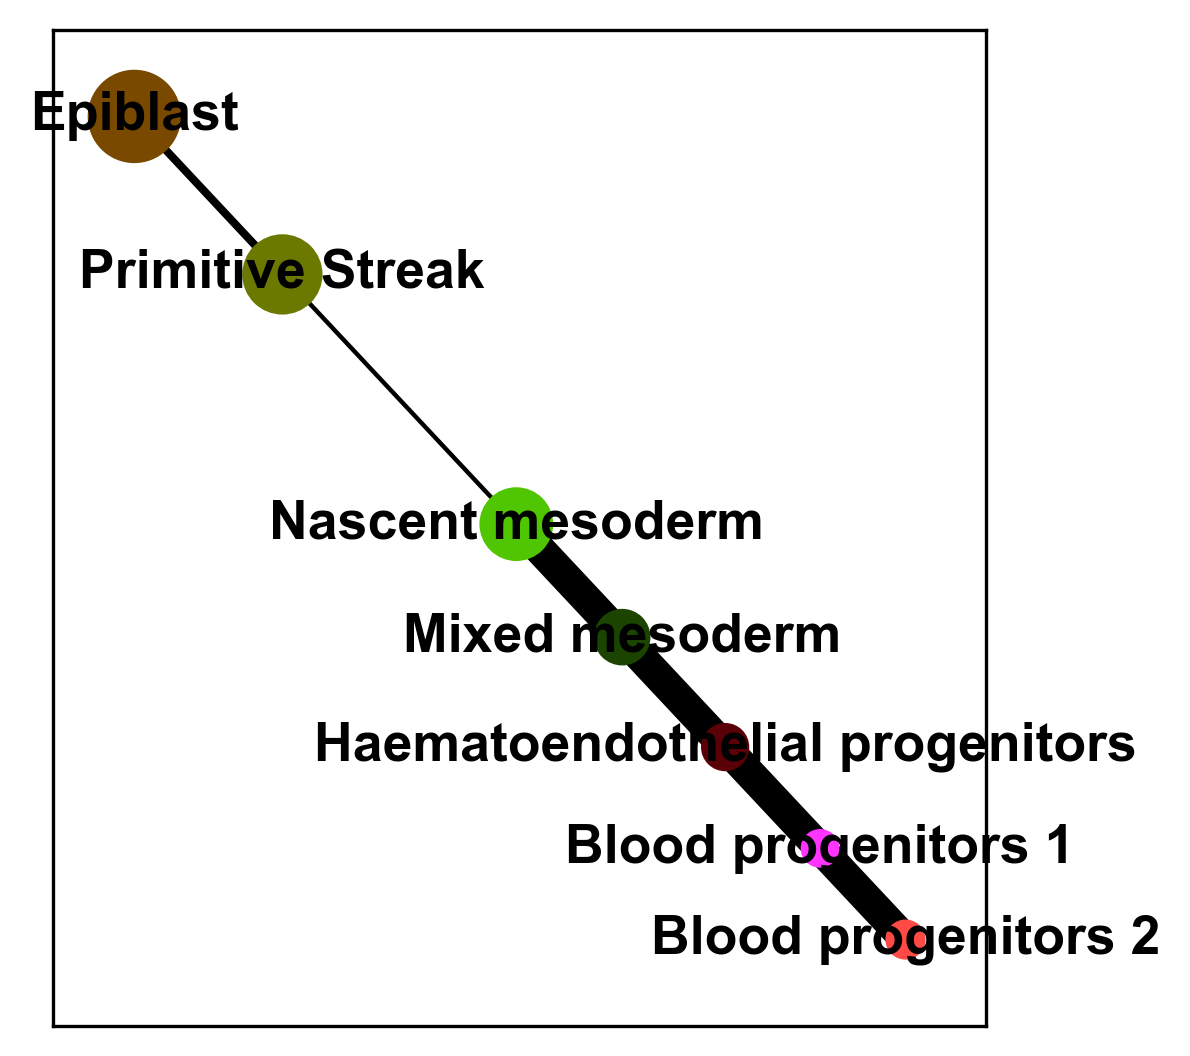 Epiblast
Primitive Streak
Nascent mesoderm
Mixed mesoderm
Haematoendothelial progenitors
Blood progenitors 1
Blood progenitors 2